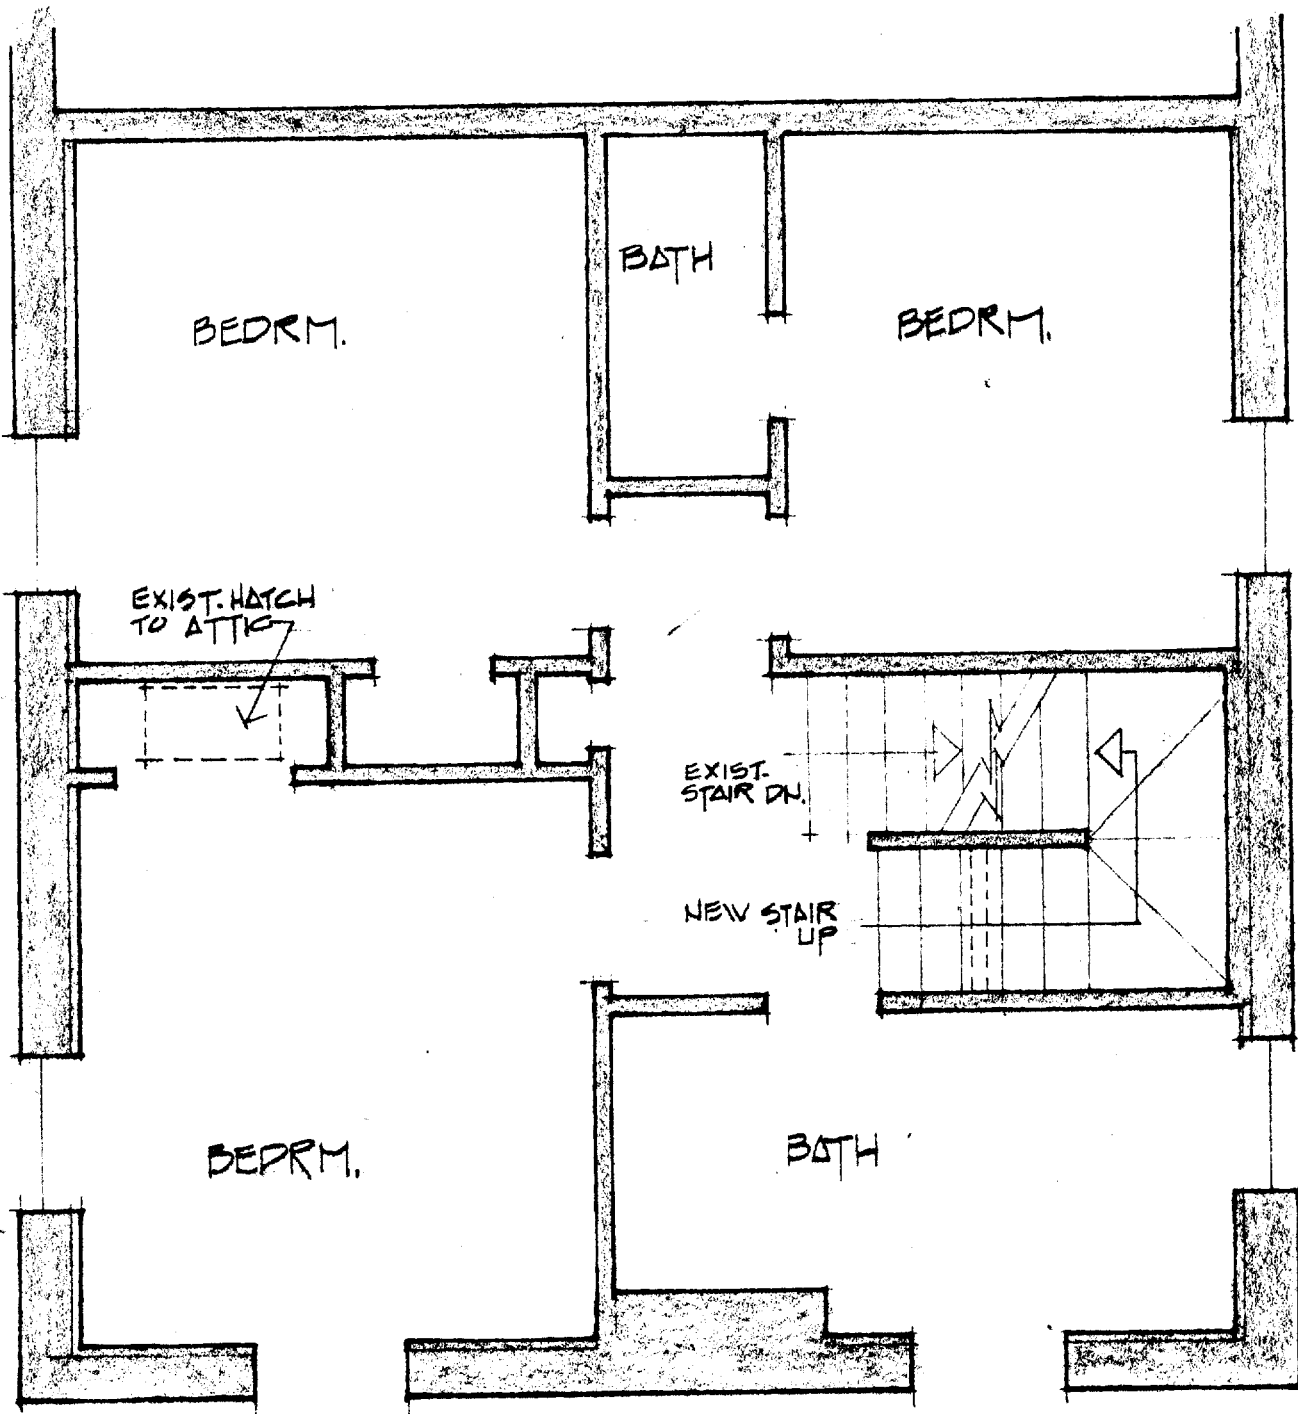 BATH
BEDRM.
BEDRM.
EXIST. HATCH
TO ATTIC
EXIST.
STAIR DN.
NEW STAIR
UP
BEDRM.
BATH